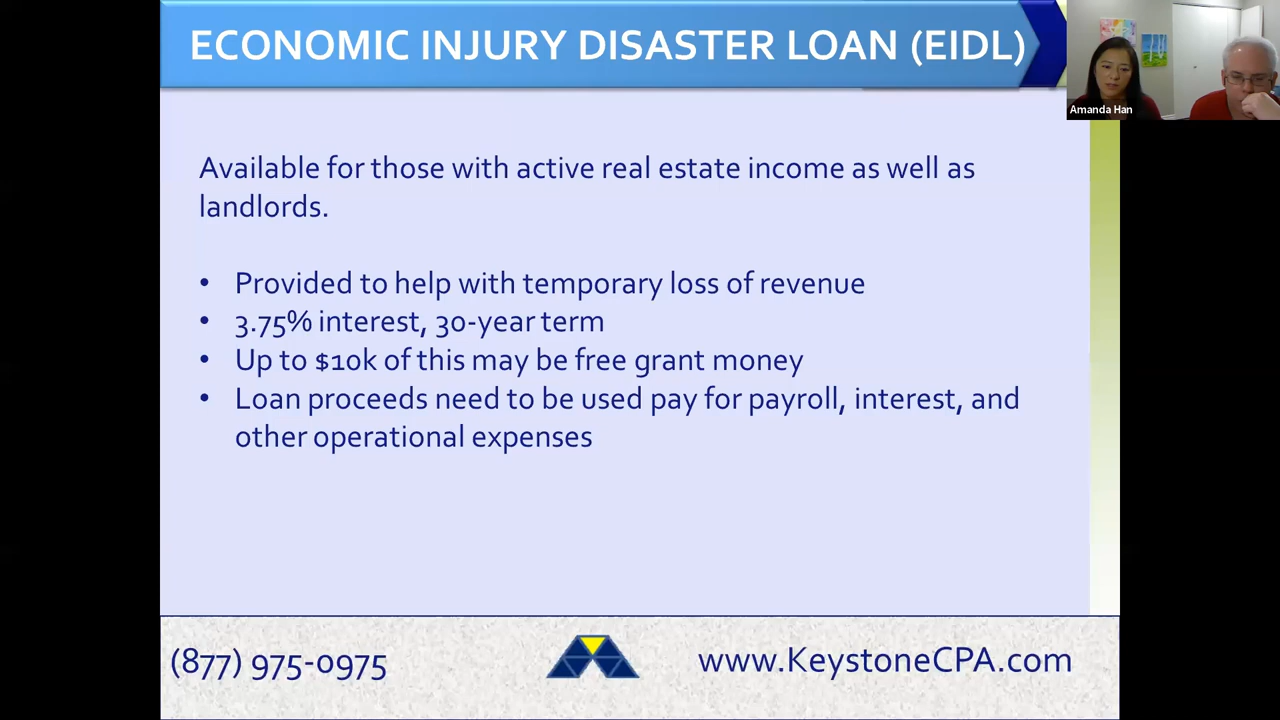 ECONOMIC INJURY DISASTER LOAN (EIDL)
Amanda Han
Available for those with active real estate income as well as
landlords.
• Provided to help with temporary loss of revenue
• 3.75% interest, 30-year term
• Up to $10k of this may be free grant money
• Loan proceeds need to be used pay for payroll, interest, and
other operational expenses
(877) 975-0975
www.KeystoneCPA.com